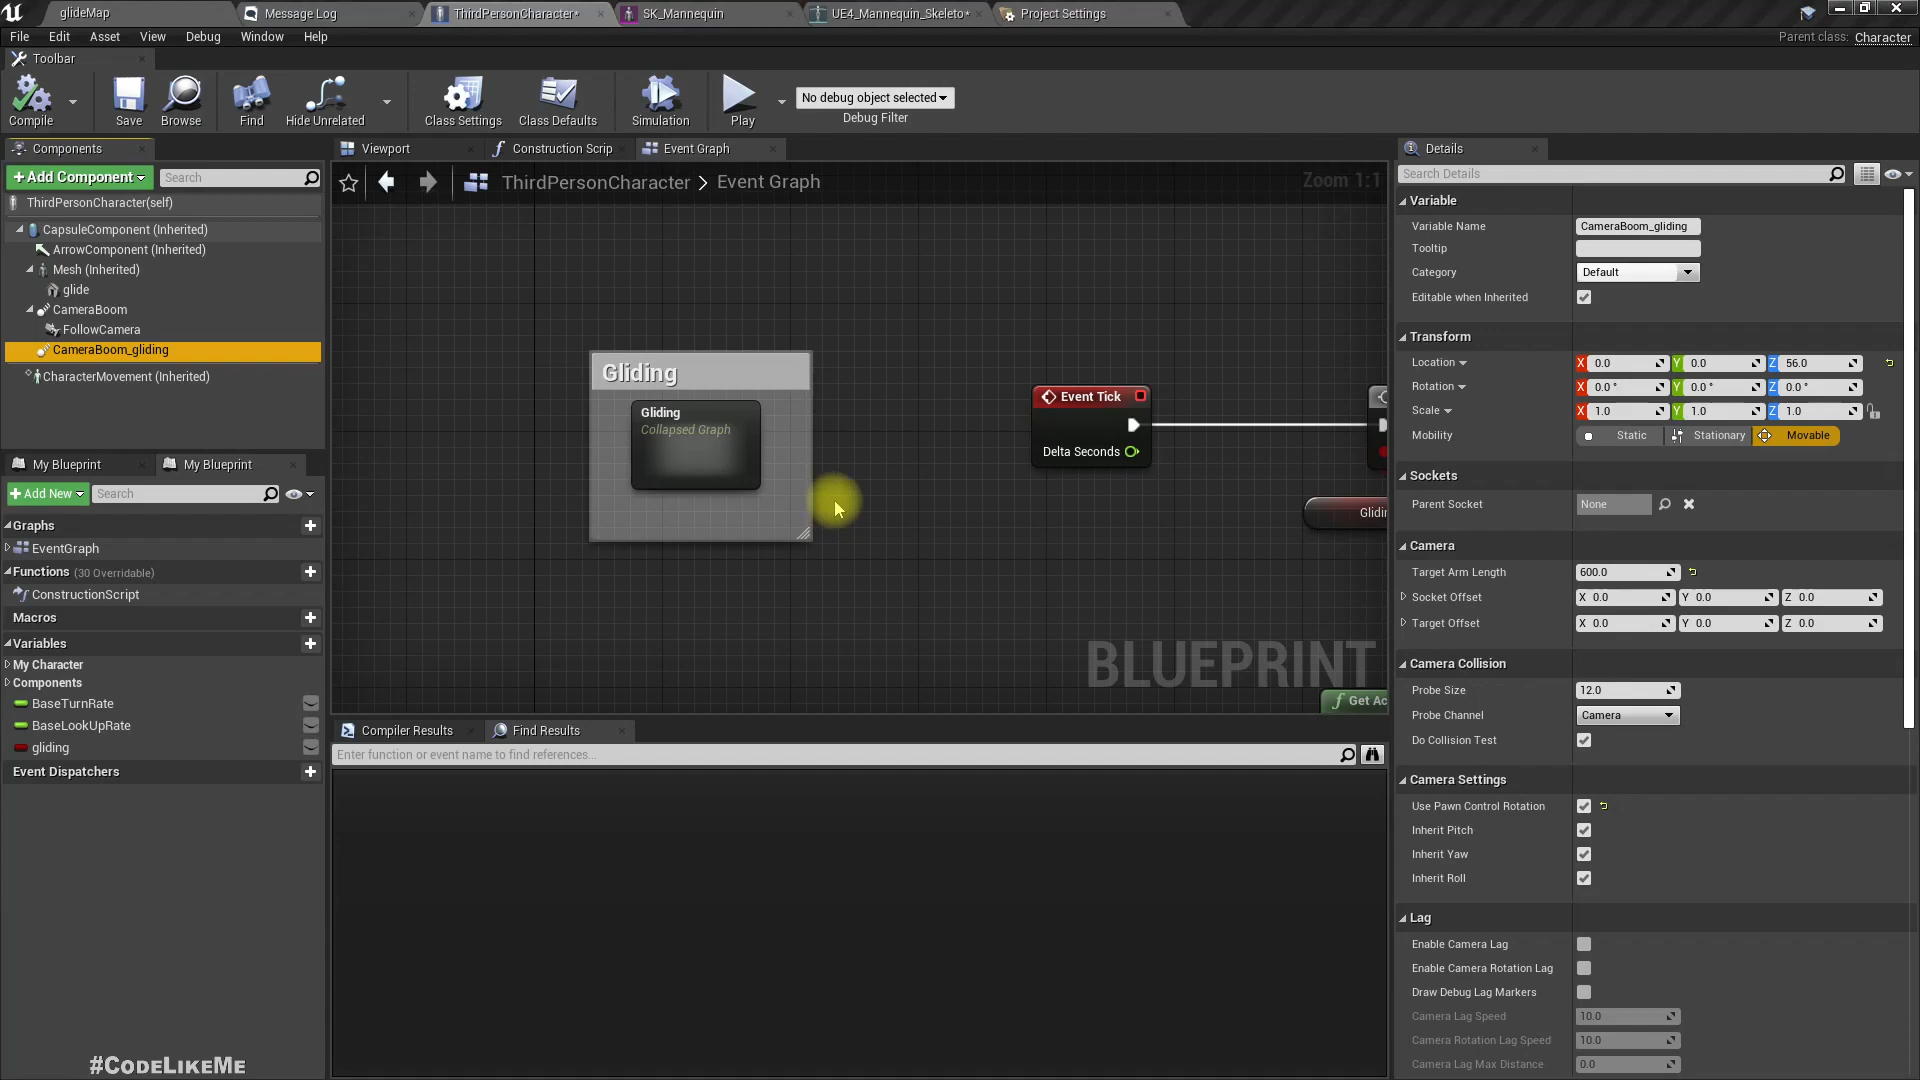 glideMap
Message Log
ThirdPersonCharacter*
SK_Mannequin
UE4_Mannequin_Skeleto*
Project Settings
File Edit Asset View Debug Window Help
Parent class: Character
Toolbar
Compile
Save
Browse
Find
Hide Unrelated
Class Settings
Class Defaults
Simulation
Play
No debug object selected
Debug Filter
Components
+Add Component
Search
ThirdPersonCharacter(self)
CapsuleComponent (Inherited)
ArrowComponent (Inherited)
Mesh (Inherited)
glide
CameraBoom
FollowCamera
CameraBoom_gliding
CharacterMovement (Inherited)
My Blueprint
My Blueprint
+Add New
Search
Graphs
EventGraph
Functions (30 Overridable)
ConstructionScript
Macros
Variables
My Character
Components
BaseTurnRate
BaseLookUpRate
gliding
Event Dispatchers
#CODELIKEME
Viewport
Construction Scrip
Event Graph
ThirdPersonCharacter > Event Graph
Zoom 1:1
Gliding
Gliding
Collapsed Graph
Event Tick
Delta Seconds
Glidin
BLUEPRINT
f Get Ac
Compiler Results
Find Results
Enter function or event name to find references...
Details
Search Details
Variable
Variable Name CameraBoom_gliding
Tooltip
Category Default
Editable when Inherited
Transform
Location X 0.0 Y 0.0 Z 56.0
Rotation X 0.0 ° Y 0.0 ° Z 0.0 °
Scale X 1.0 Y 1.0 Z 1.0
Mobility Static Stationary Movable
Sockets
Parent Socket None
Camera
Target Arm Length 600.0
Socket Offset X 0.0 Y 0.0 Z 0.0
Target Offset X 0.0 Y 0.0 Z 0.0
Camera Collision
Probe Size 12.0
Probe Channel Camera
Do Collision Test
Camera Settings
Use Pawn Control Rotation
Inherit Pitch
Inherit Yaw
Inherit Roll
Lag
Enable Camera Lag
Enable Camera Rotation Lag
Draw Debug Lag Markers
Camera Lag Speed 10.0
Camera Rotation Lag Speed 10.0
Camera Lag Max Distance 0.0